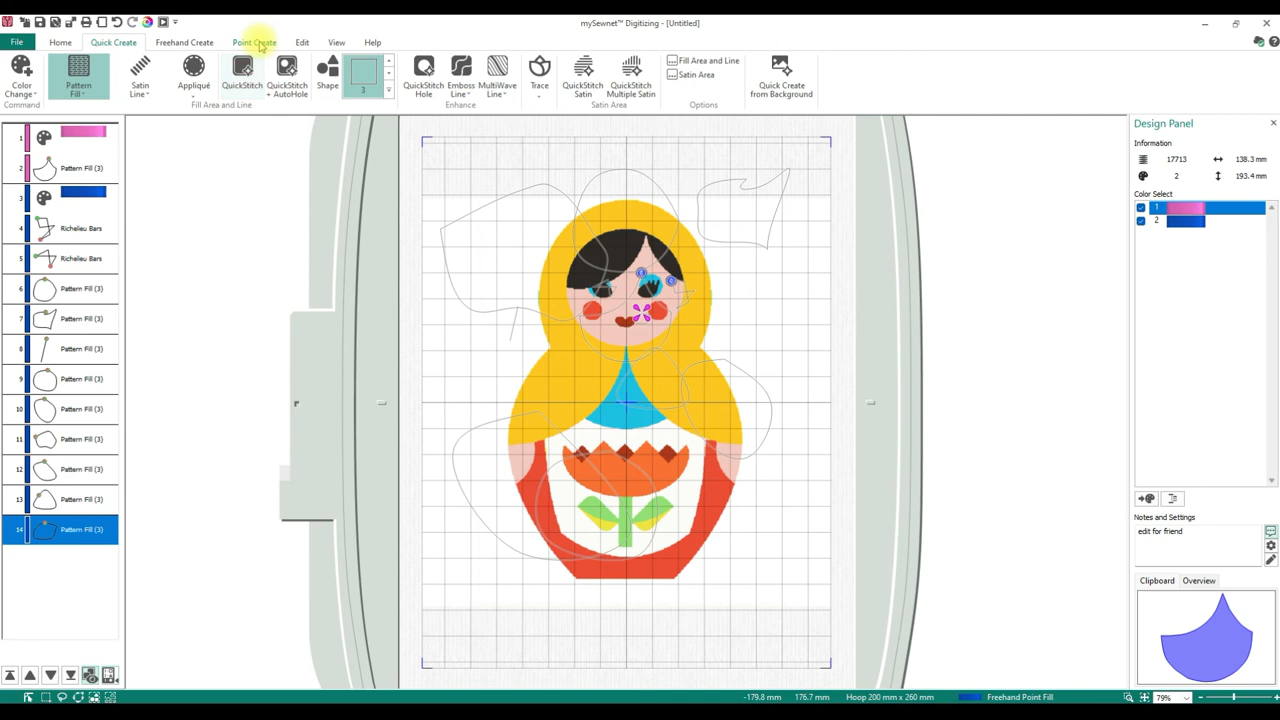 mySewnet™ Digitizing - [Untitled]
File Home Quick Create Freehand Create Point Create Edit View Help
Color Change Pattern Fill Satin Line Appliqué QuickStitch QuickStitch + AutoHole Shape 3 QuickStitch Hole Emboss Line MultiWave Line Trace QuickStitch Satin QuickStitch Multiple Satin Fill Area and Line Satin Area Quick Create from Background
Command Fill Area and Line Enhance Satin Area Options
Design Panel
Information
17713 138.3 mm
2 193.4 mm
Color Select
1
2
1
2 Pattern Fill (3)
3
4 Richelieu Bars
5 Richelieu Bars
6 Pattern Fill (3)
7 Pattern Fill (3)
8 Pattern Fill (3)
9 Pattern Fill (3)
10 Pattern Fill (3)
11 Pattern Fill (3)
12 Pattern Fill (3)
13 Pattern Fill (3)
14 Pattern Fill (3)
Notes and Settings
edit for friend
Clipboard Overview
-179.8 mm 176.7 mm Hoop 200 mm x 260 mm Freehand Point Fill 79%